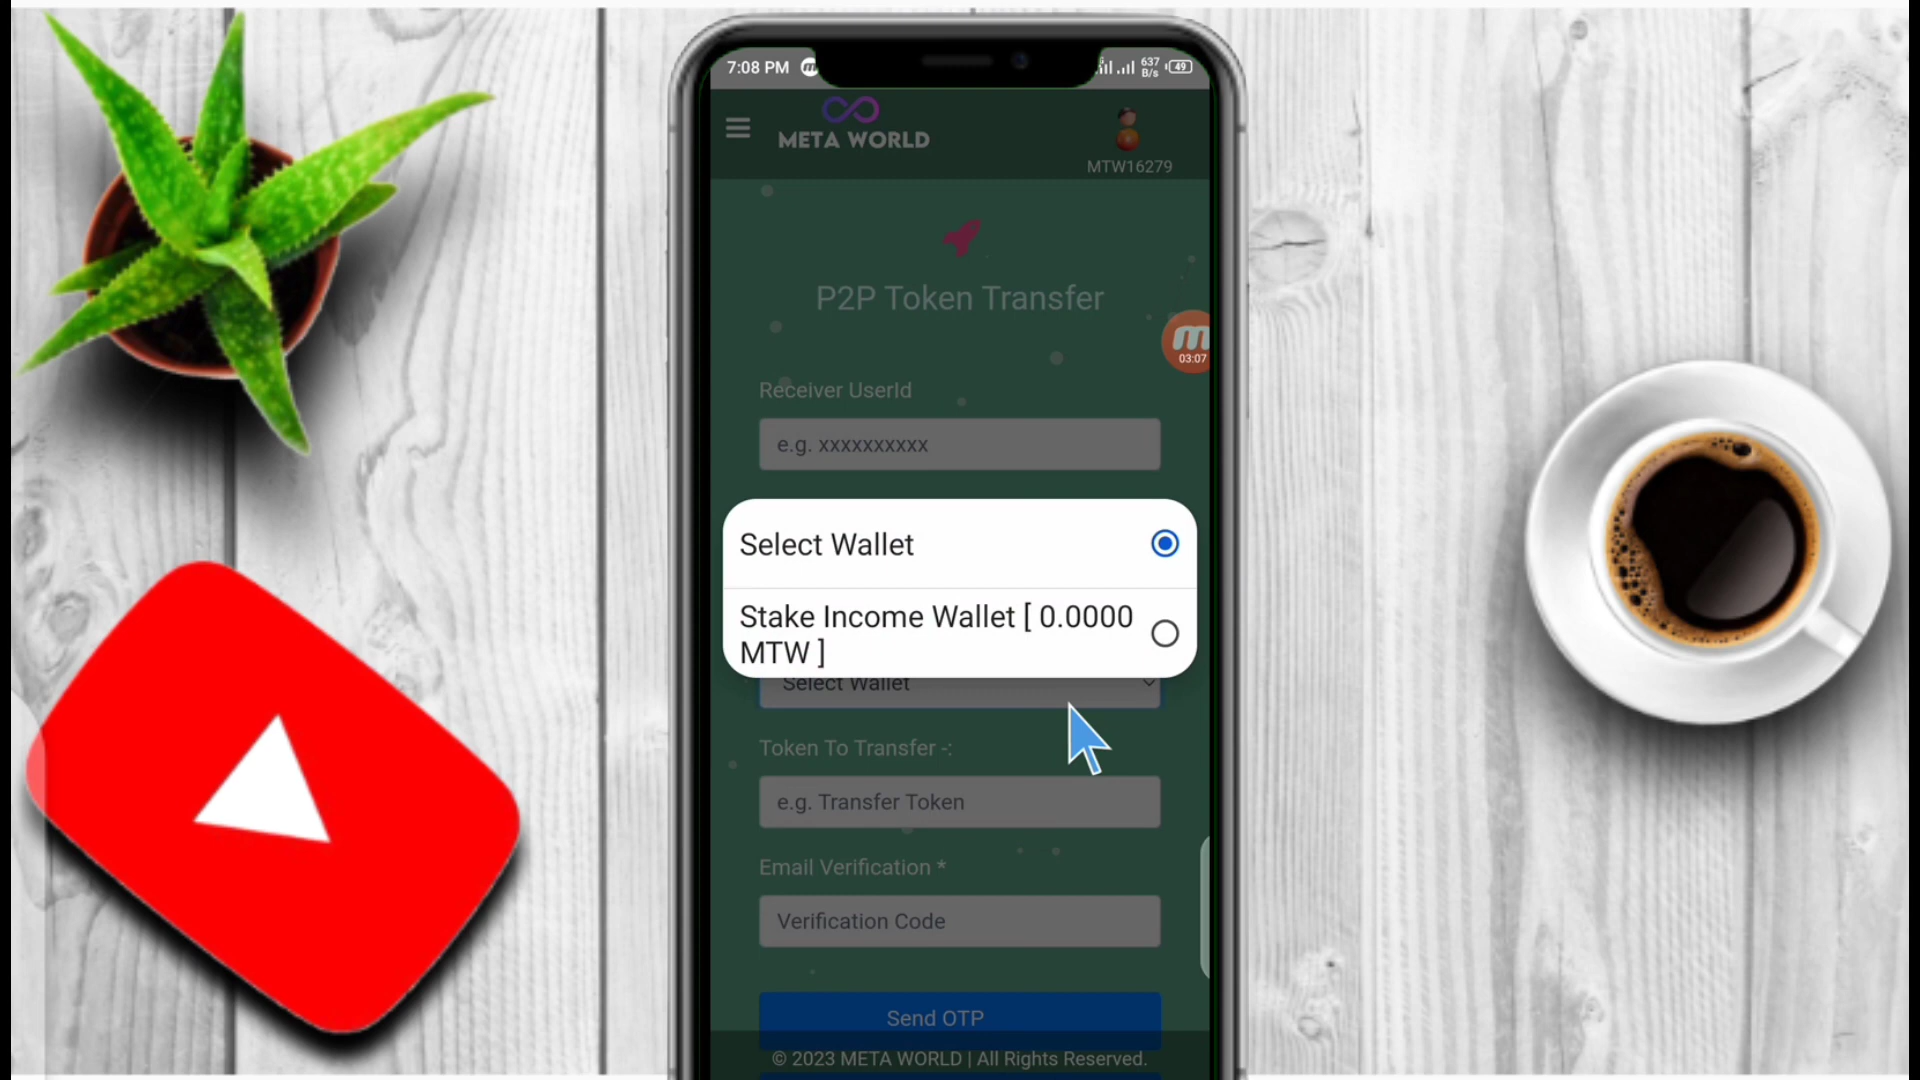 7:08 PM
637
B/s
49
META WORLD
MTW16279
P2P Token Transfer
03:07
Receiver UserId
e.g. xxxxxxxxxx
Select Wallet
Stake Income Wallet [ 0.0000
MTW ]
Select Wallet
Token To Transfer -:
e.g. Transfer Token
Email Verification *
Verification Code
Send OTP
© 2023 META WORLD | All Rights Reserved.